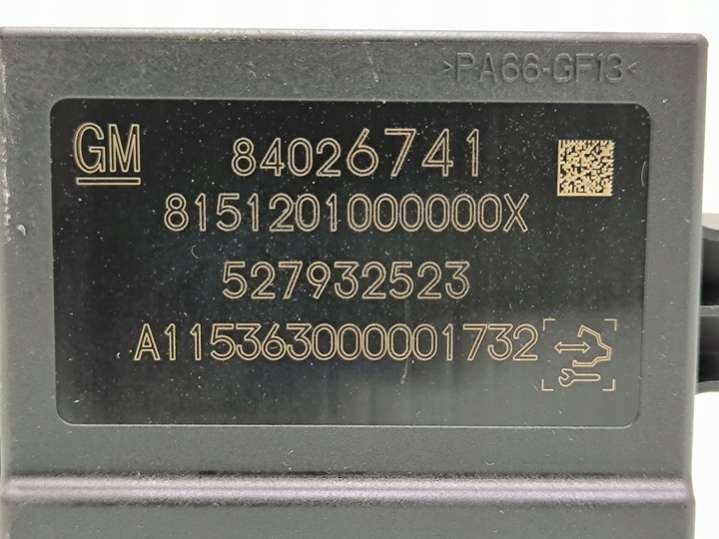 >PA66-GF13<
GM 84026741
8151201000000X
527932523
A115363000001732